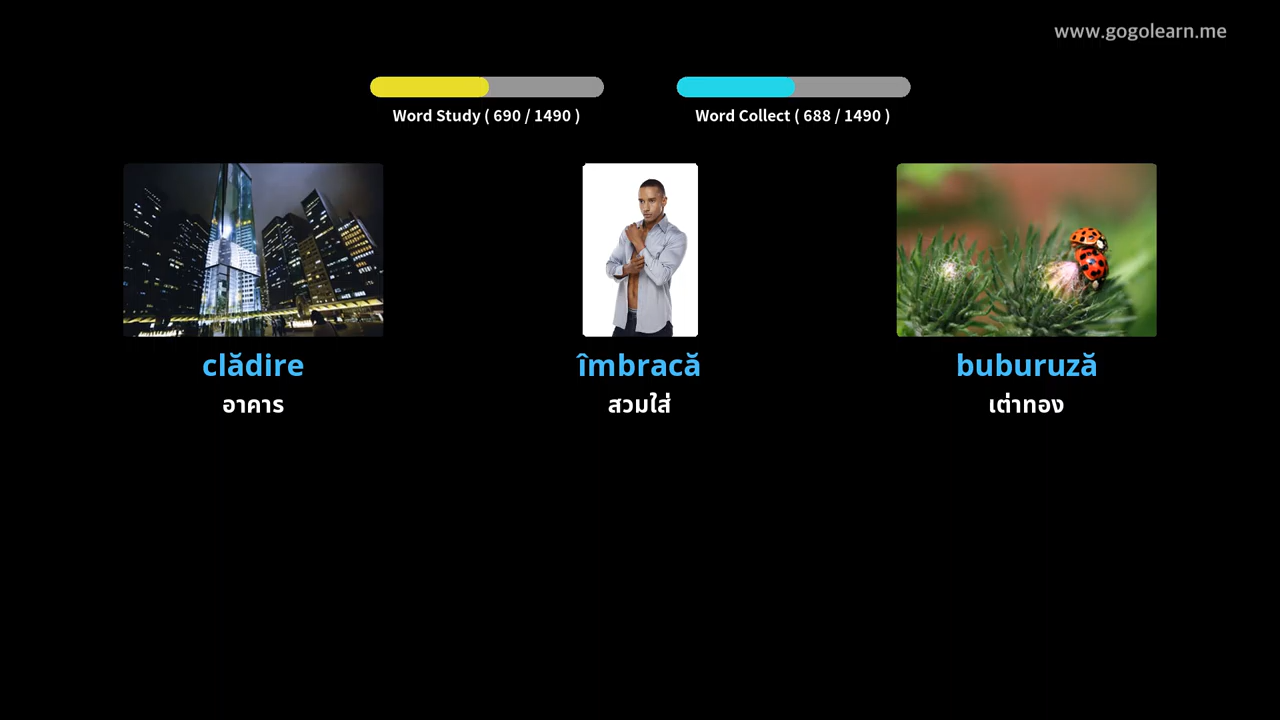 www.gogolearn.me
Word Study ( 690 / 1490 )
Word Collect ( 688 / 1490 )
clădire
îmbracă
buburuză
อาคาร
สวมใส่
เต่าทอง